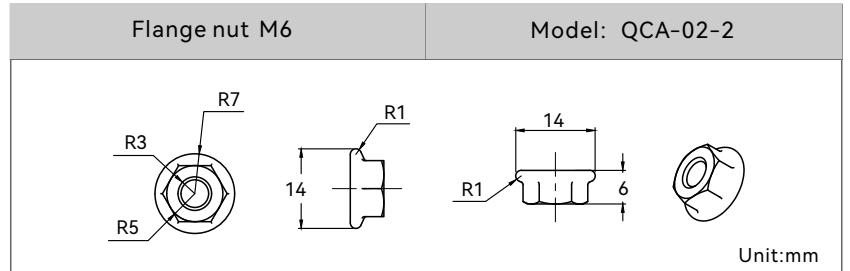 Flange nut M6
Model: QCA-02-2
R7
R3
R5
R1
14
14
R1
6
Unit:mm